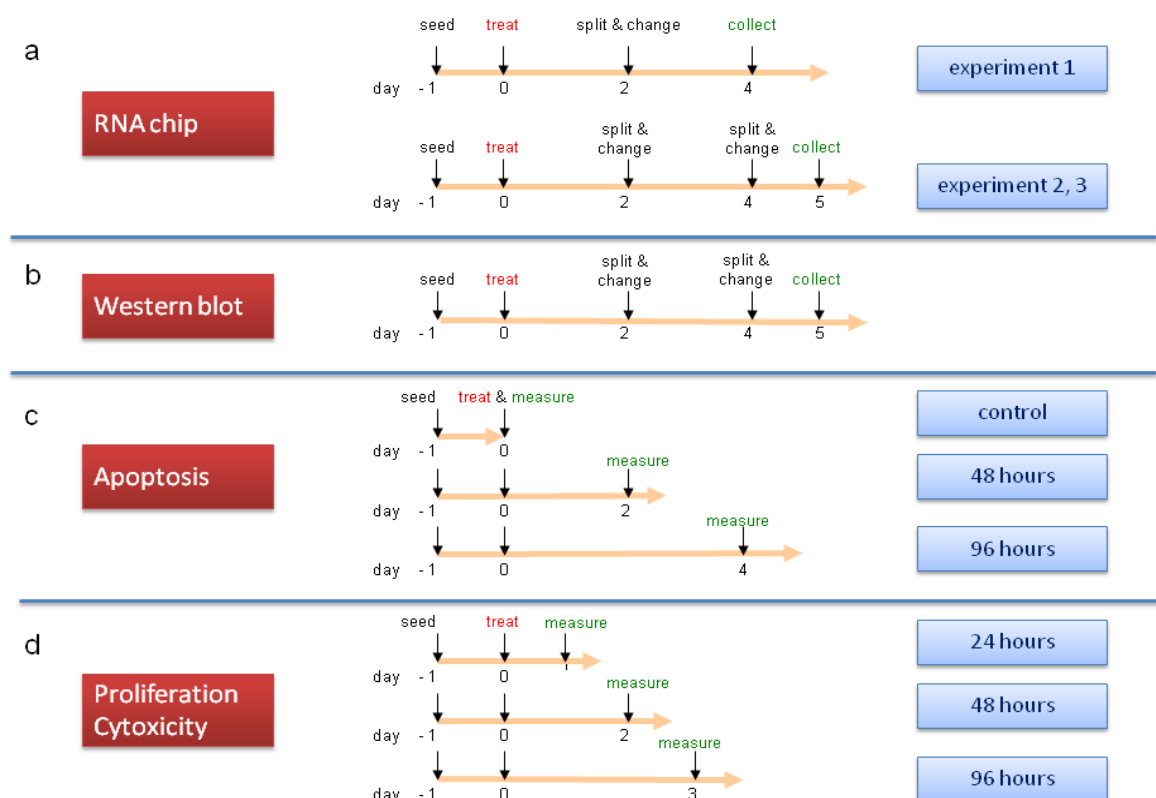 a
RNA chip
seed treat split & change collect
day -1 0 2 4
experiment 1
seed treat split & change split & change collect
day -1 0 2 4 5
experiment 2, 3
b
Western blot
seed treat split & change split & change collect
day -1 0 2 4 5
c
Apoptosis
seed treat & measure
day -1 0
control
measure
day -1 0 2
48 hours
measure
day -1 0 4
96 hours
d
Proliferation
Cytoxicity
seed treat measure
day -1 0
24 hours
measure
day -1 0 2
48 hours
measure
day -1 0 3
96 hours